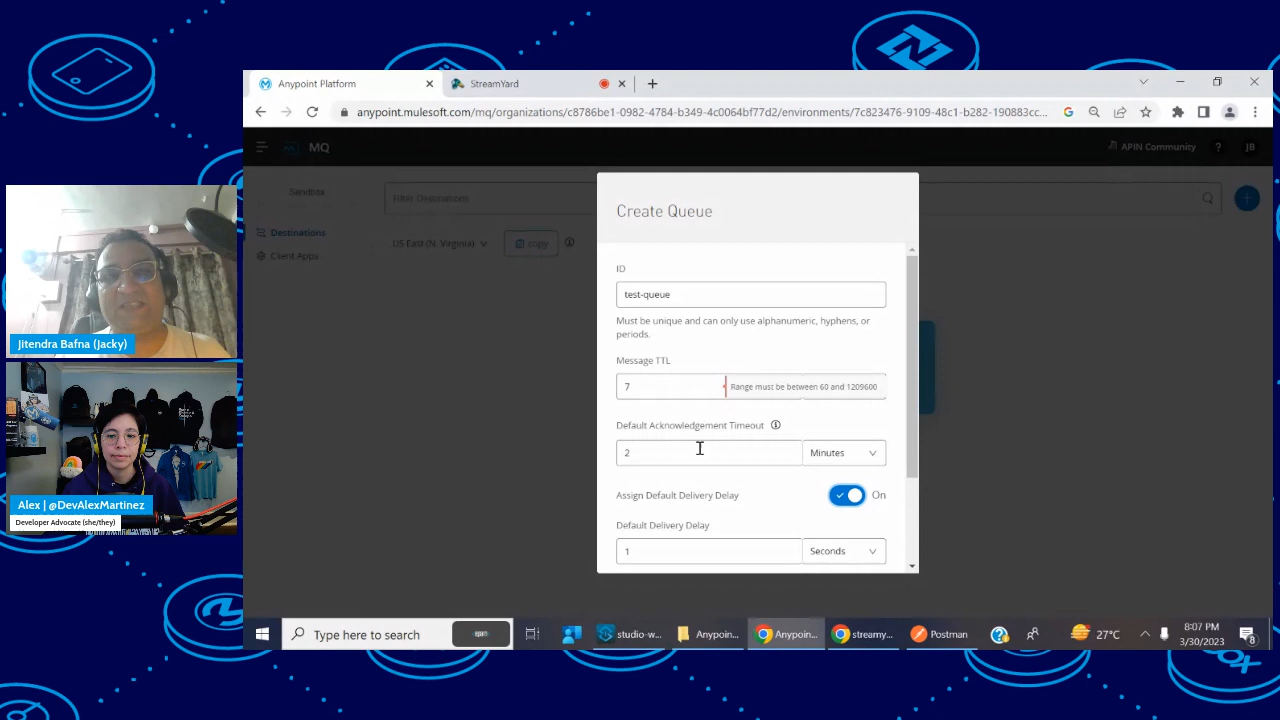 Anypoint Platform
StreamYard
anypoint.mulesoft.com/mq/organizations/c8786be1-0982-4784-b349-4c0064bf77d2/environments/7c823476-9109-48c1-b282-190883cc...
MQ
APIN Community
?
JB
Sandbox
Filter Destinations
Destinations
Client Apps
US East (N. Virginia)
copy
Create Queue
ID
test-queue
Must be unique and can only use alphanumeric, hyphens, or
periods.
Message TTL
7
Range must be between 60 and 1209600
Default Acknowledgement Timeout
2
Minutes
Assign Default Delivery Delay
On
Default Delivery Delay
1
Seconds
Jitendra Bafna (Jacky)
Alex | @DevAlexMartinez
Developer Advocate (she/they)
Type here to search
studio-w...
Anypoin...
Anypoin...
streamy...
Postman
27°C
8:07 PM
3/30/2023
8